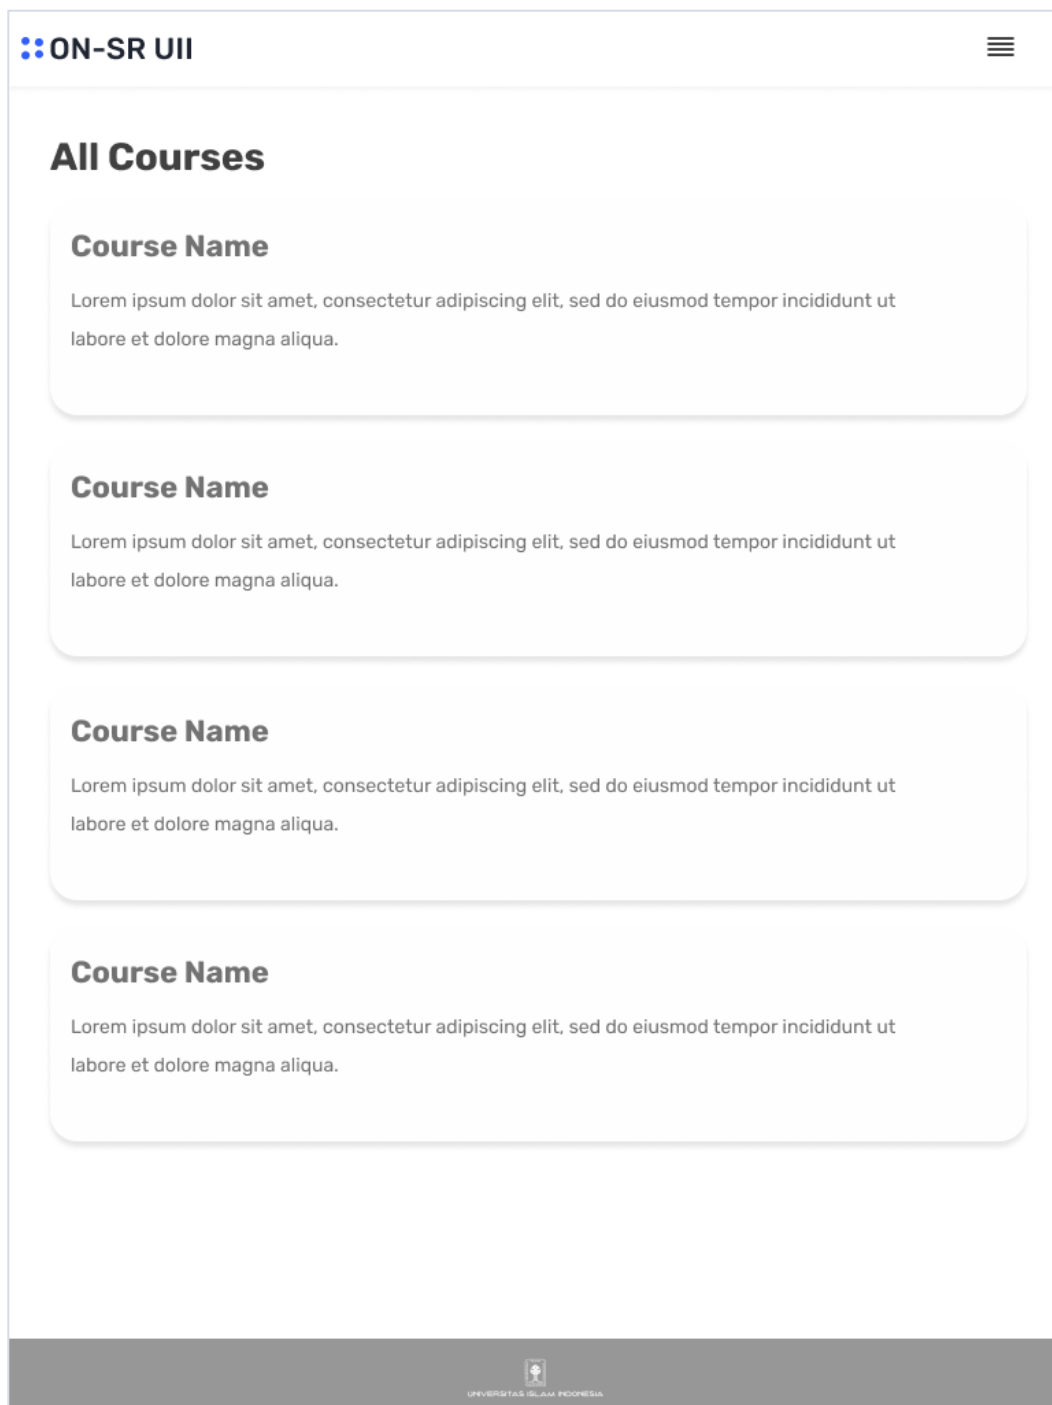 ON-SR UII
All Courses
Course Name
Lorem ipsum dolor sit amet, consectetur adipiscing elit, sed do eiusmod tempor incididunt ut
labore et dolore magna aliqua.
Course Name
Lorem ipsum dolor sit amet, consectetur adipiscing elit, sed do eiusmod tempor incididunt ut
labore et dolore magna aliqua.
Course Name
Lorem ipsum dolor sit amet, consectetur adipiscing elit, sed do eiusmod tempor incididunt ut
labore et dolore magna aliqua.
Course Name
Lorem ipsum dolor sit amet, consectetur adipiscing elit, sed do eiusmod tempor incididunt ut
labore et dolore magna aliqua.
UNIVERSITAS ISLAM INDONESIA